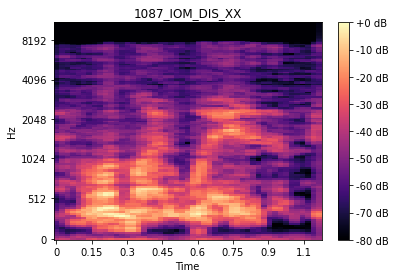 1087_IOM_DIS_XX
+0 dB
8192
-10 dB
4096
-20 dB
-30 dB
2048
Hz
-40 dB
1024
-50 dB
512
-60 dB
-70 dB
0
-80 dB
0 0.15 0.3 0.45 0.6 0.75 0.9 1.1
Time